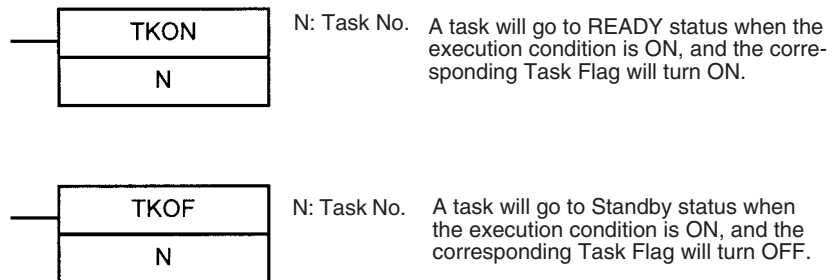 TKON
N
N: Task No.
A task will go to READY status when the
execution condition is ON, and the corre-
sponding Task Flag will turn ON.
TKOF
N
N: Task No.
A task will go to Standby status when
the execution condition is ON, and the
corresponding Task Flag will turn OFF.